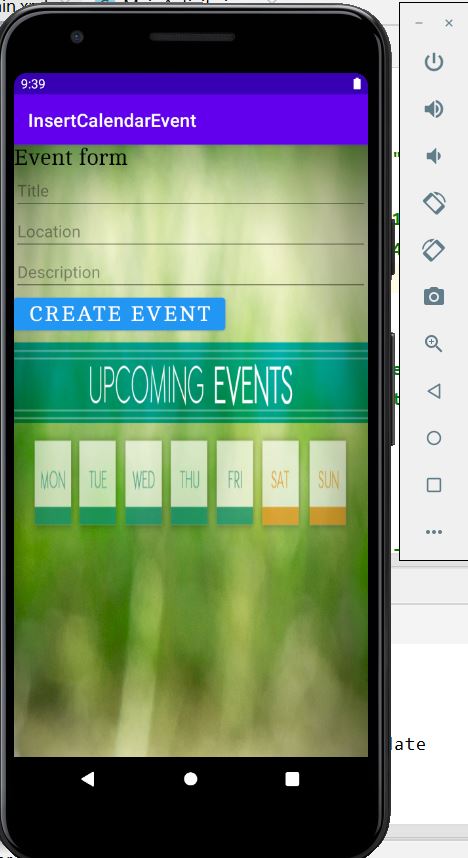 9:39
InsertCalendarEvent
Event form
Title
Location
Description
CREATE EVENT
UPCOMING EVENTS
MON TUE WED THU FRI SAT SUN